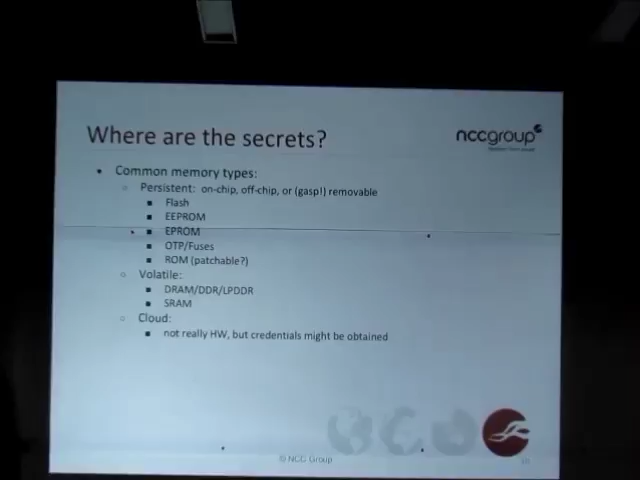 Where are the secrets?
nccgroup
Common memory types:
Persistent: on-chip, off-chip, or (gasp!) removable
Flash
EEPROM
EPROM
OTP/Fuses
ROM (patchable?)
Volatile:
DRAM/DDR/LPDDR
SRAM
Cloud:
not really HW, but credentials might be obtained
© NCC Group